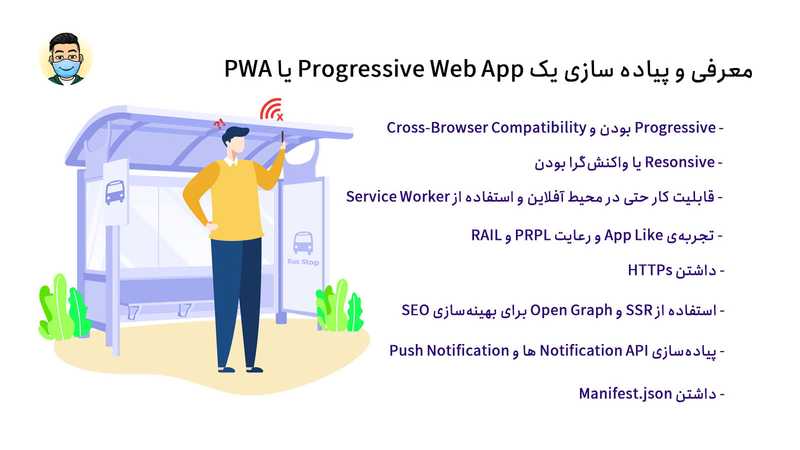 معرفی و پیاده سازی یک Progressive Web App یا PWA
- Progressive بودن و Cross-Browser Compatibility
- Resonsive یا واکنش‌گرا بودن
- قابلیت کار حتی در محیط آفلاین و استفاده از Service Worker
- تجربه‌ی App Like و رعایت PRPL و RAIL
- داشتن HTTPs
- استفاده از SSR و Open Graph برای بهینه‌سازی SEO
- پیاده‌سازی Notification API ها و Push Notification
- داشتن Manifest.json
Bus Stop